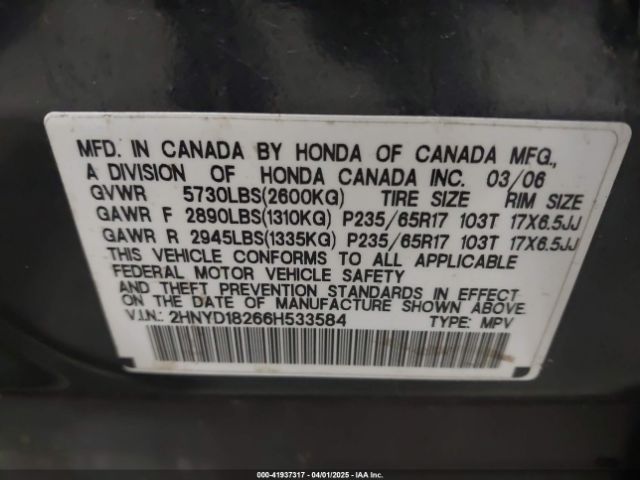 MFD. IN CANADA BY HONDA OF CANADA MFG.,
A DIVISION OF HONDA CANADA INC. 03/06
GVWR 5730LBS(2600KG) TIRE SIZE RIM SIZE
GAWR F 2890LBS(1310KG) P235/65R17 103T 17X6.5JJ
GAWR R 2945LBS(1335KG) P235/65R17 103T 17X6.5JJ
THIS VEHICLE CONFORMS TO ALL APPLICABLE
FEDERAL MOTOR VEHICLE SAFETY
AND THEFT PREVENTION STANDARDS IN EFFECT
ON THE DATE OF MANUFACTURE SHOWN ABOVE.
V.I.N.: 2HNYD18266H533584 TYPE: MPV
000-41937317 - 04/01/2025 - IAA Inc.